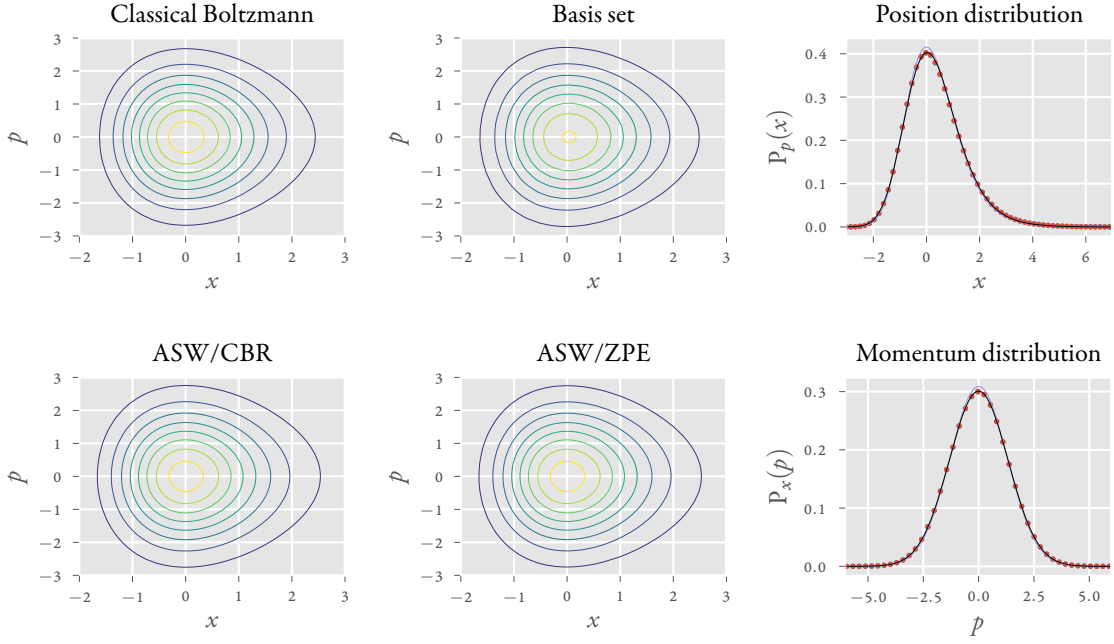 Classical Boltzmann
3
2
1
0
−1
−2
−3
p
−2 −1 0 1 2 3
x
Basis set
3
2
1
0
−1
−2
−3
p
−2 −1 0 1 2 3
x
Position distribution
0.4
0.3
0.2
0.1
0.0
P_p(x)
−2 0 2 4 6
x
ASW/CBR
3
2
1
0
−1
−2
−3
p
−2 −1 0 1 2 3
x
ASW/ZPE
3
2
1
0
−1
−2
−3
p
−2 −1 0 1 2 3
x
Momentum distribution
0.3
0.2
0.1
0.0
P_x(p)
−5.0 −2.5 0.0 2.5 5.0
p